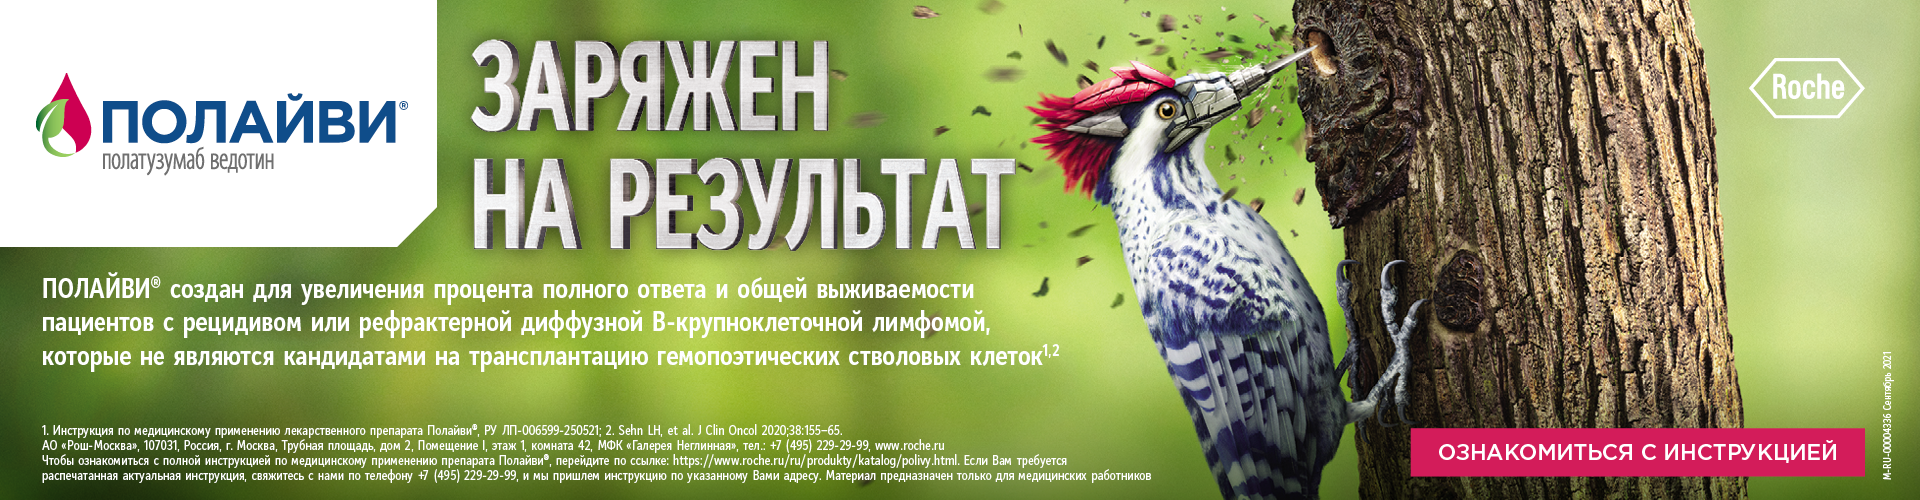 ПОЛАЙВИ®
полатузумаб ведотин
ЗАРЯЖЕН
НА РЕЗУЛЬТАТ
Roche
ПОЛАЙВИ® создан для увеличения процента полного ответа и общей выживаемости
пациентов с рецидивом или рефрактерной диффузной В-крупноклеточной лимфомой,
которые не являются кандидатами на трансплантацию гемопоэтических стволовых клеток1,2
1. Инструкция по медицинскому применению лекарственного препарата Полайви®, РУ ЛП-006599-250521; 2. Sehn LH, et al. J Clin Oncol 2020;38:155–65.
АО «Рош-Москва», 107031, Россия, г. Москва, Трубная площадь, дом 2, Помещение I, этаж 1, комната 42, МФК «Галерея Неглинная», тел.: +7 (495) 229-29-99, www.roche.ru
Чтобы ознакомиться с полной инструкцией по медицинскому применению препарата Полайви®, перейдите по ссылке: https://www.roche.ru/ru/produkty/katalog/polivy.html. Если Вам требуется
распечатанная актуальная инструкция, свяжитесь с нами по телефону +7 (495) 229-29-99, и мы пришлем инструкцию по указанному Вами адресу. Материал предназначен только для медицинских работников
ОЗНАКОМИТЬСЯ С ИНСТРУКЦИЕЙ
M-RU-00004336 Сентябрь 2021